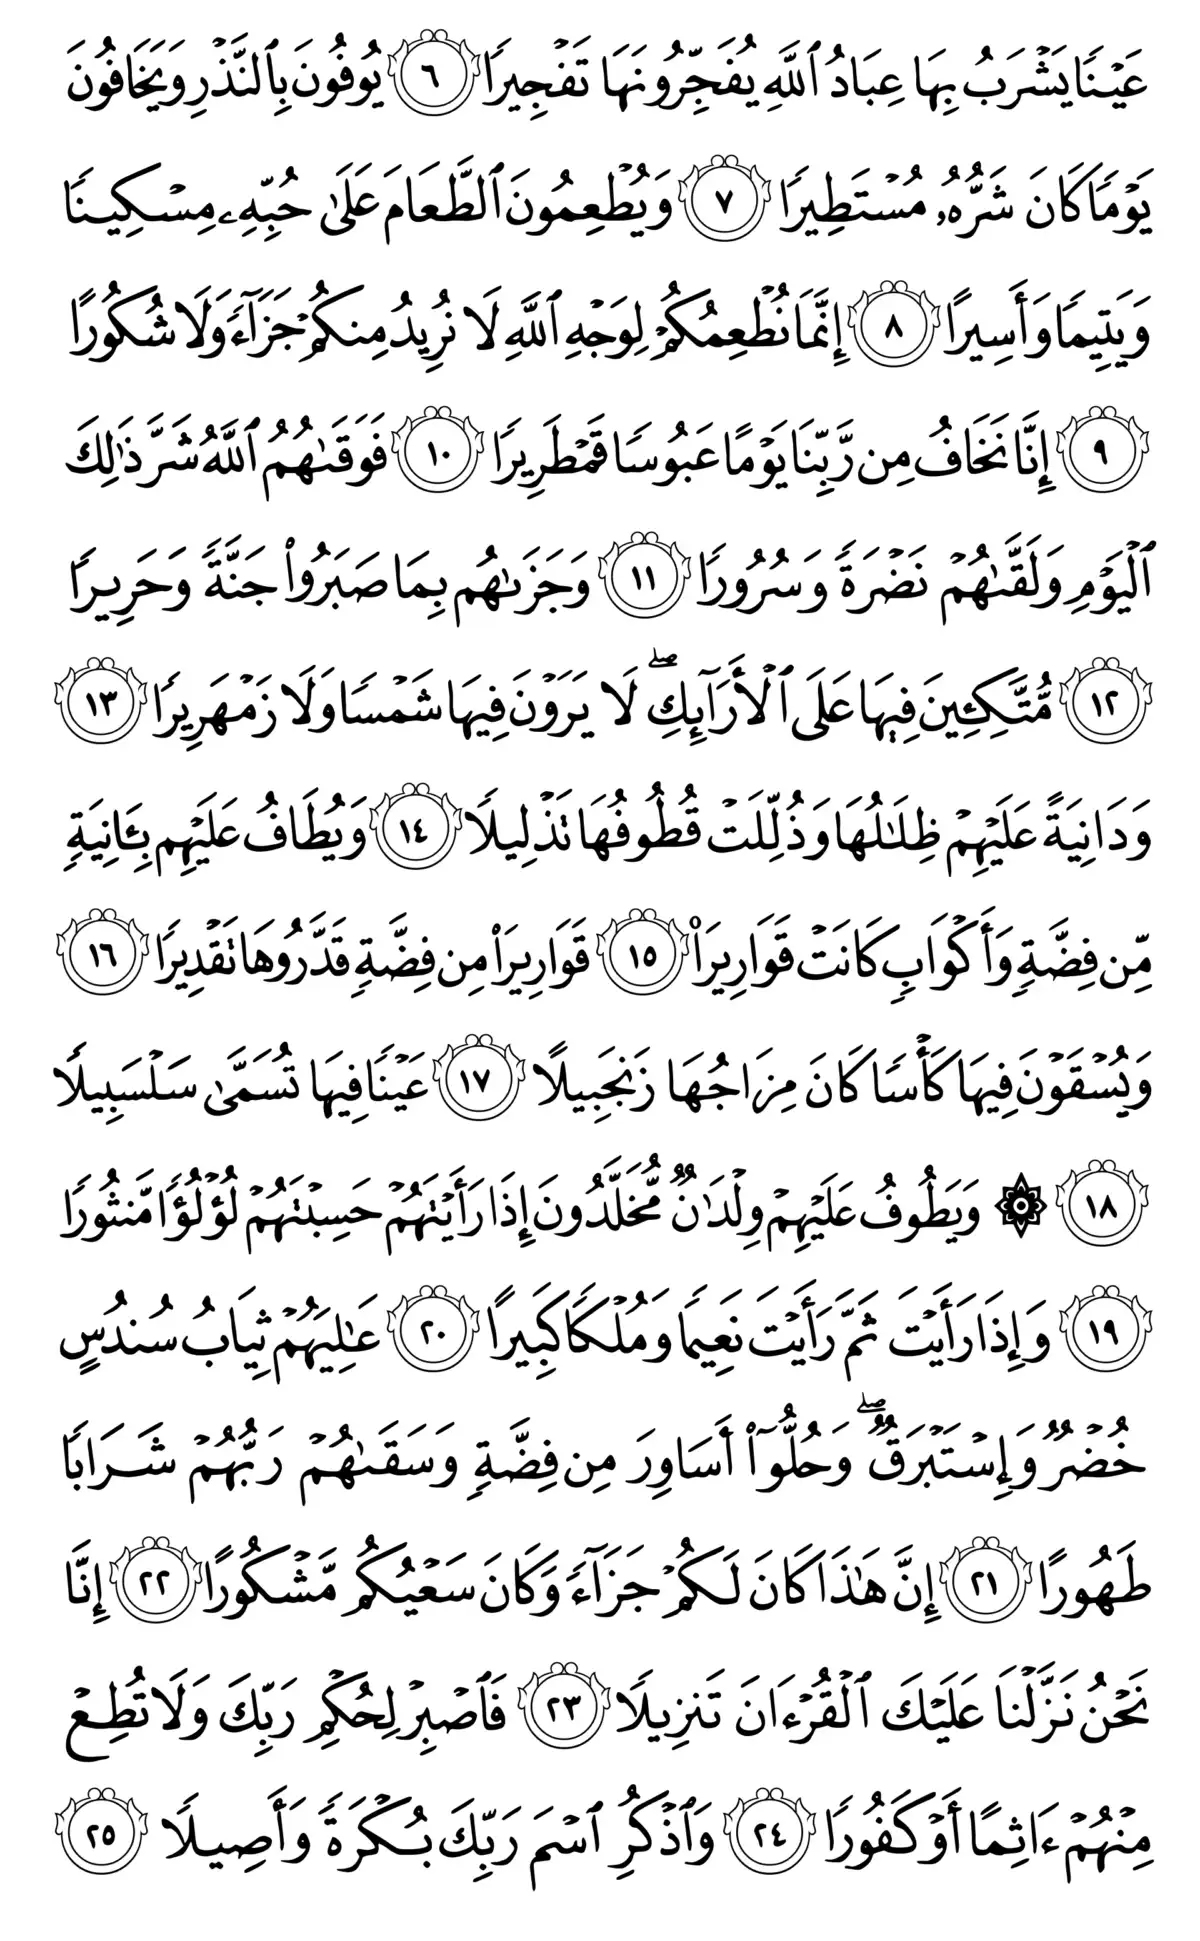 عَيْنًا يَشْرَبُ بِهَا عِبَادُ ٱللَّهِ يُفَجِّرُونَهَا تَفْجِيرًا ٦ يُوفُونَ بِٱلنَّذْرِ وَيَخَافُونَ
يَوْمًا كَانَ شَرُّهُۥ مُسْتَطِيرًا ٧ وَيُطْعِمُونَ ٱلطَّعَامَ عَلَىٰ حُبِّهِۦ مِسْكِينًا
وَيَتِيمًا وَأَسِيرًا ٨ إِنَّمَا نُطْعِمُكُمْ لِوَجْهِ ٱللَّهِ لَا نُرِيدُ مِنكُمْ جَزَآءً وَلَا شُكُورًا
٩ إِنَّا نَخَافُ مِن رَّبِّنَا يَوْمًا عَبُوسًا قَمْطَرِيرًا ١٠ فَوَقَىٰهُمُ ٱللَّهُ شَرَّ ذَٰلِكَ
ٱلْيَوْمِ وَلَقَّىٰهُمْ نَضْرَةً وَسُرُورًا ١١ وَجَزَىٰهُم بِمَا صَبَرُوا۟ جَنَّةً وَحَرِيرًا
١٢ مُّتَّكِـِٔينَ فِيهَا عَلَى ٱلْأَرَآئِكِ ۖ لَا يَرَوْنَ فِيهَا شَمْسًا وَلَا زَمْهَرِيرًا ١٣
وَدَانِيَةً عَلَيْهِمْ ظِلَـٰلُهَا وَذُلِّلَتْ قُطُوفُهَا تَذْلِيلًا ١٤ وَيُطَافُ عَلَيْهِم بِـَٔانِيَةٍ
مِّن فِضَّةٍ وَأَكْوَابٍ كَانَتْ قَوَارِيرَا۠ ١٥ قَوَارِيرَا۟ مِن فِضَّةٍ قَدَّرُوهَا تَقْدِيرًا ١٦
وَيُسْقَوْنَ فِيهَا كَأْسًا كَانَ مِزَاجُهَا زَنجَبِيلًا ١٧ عَيْنًا فِيهَا تُسَمَّىٰ سَلْسَبِيلًا
١٨ ۞ وَيَطُوفُ عَلَيْهِمْ وِلْدَٰنٌ مُّخَلَّدُونَ إِذَا رَأَيْتَهُمْ حَسِبْتَهُمْ لُؤْلُؤًا مَّنثُورًا
١٩ وَإِذَا رَأَيْتَ ثَمَّ رَأَيْتَ نَعِيمًا وَمُلْكًا كَبِيرًا ٢٠ عَـٰلِيَهُمْ ثِيَابُ سُندُسٍ
خُضْرٌ وَإِسْتَبْرَقٌ ۖ وَحُلُّوٓا۟ أَسَاوِرَ مِن فِضَّةٍ وَسَقَىٰهُمْ رَبُّهُمْ شَرَابًا
طَهُورًا ٢١ إِنَّ هَـٰذَا كَانَ لَكُمْ جَزَآءً وَكَانَ سَعْيُكُم مَّشْكُورًا ٢٢ إِنَّا
نَحْنُ نَزَّلْنَا عَلَيْكَ ٱلْقُرْءَانَ تَنزِيلًا ٢٣ فَٱصْبِرْ لِحُكْمِ رَبِّكَ وَلَا تُطِعْ
مِنْهُمْ ءَاثِمًا أَوْ كَفُورًا ٢٤ وَٱذْكُرِ ٱسْمَ رَبِّكَ بُكْرَةً وَأَصِيلًا ٢٥